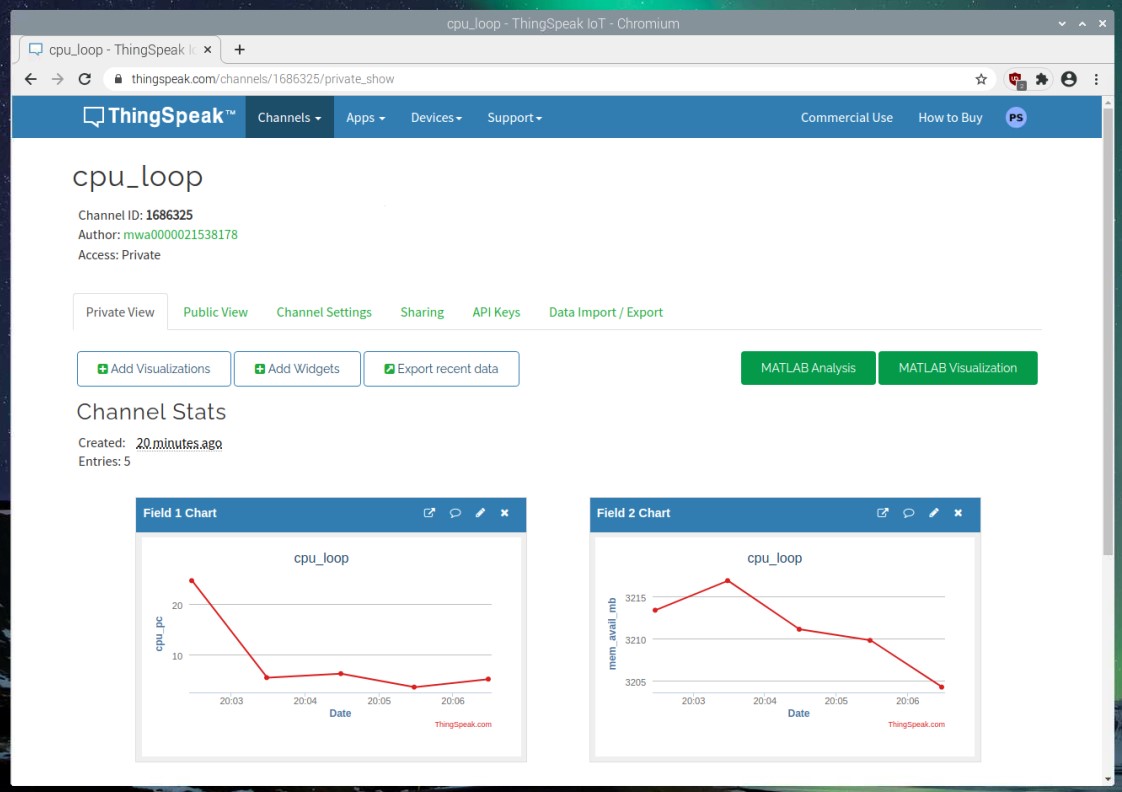 cpu_loop - ThingSpeak IoT - Chromium
cpu_loop - ThingSpeak
thingspeak.com/channels/1686325/private_show
2
ThingSpeak™ Channels Apps Devices Support Commercial Use How to Buy PS
cpu_loop
Channel ID: 1686325
Author: mwa0000021538178
Access: Private
Private View Public View Channel Settings Sharing API Keys Data Import / Export
Add Visualizations Add Widgets Export recent data MATLAB Analysis MATLAB Visualization
Channel Stats
Created: 20 minutes ago
Entries: 5
Field 1 Chart
cpu_loop
cpu_pc
20
10
20:03 20:04 20:05 20:06
Date
ThingSpeak.com
Field 2 Chart
cpu_loop
mem_avail_mb
3215
3210
3205
20:03 20:04 20:05 20:06
Date
ThingSpeak.com